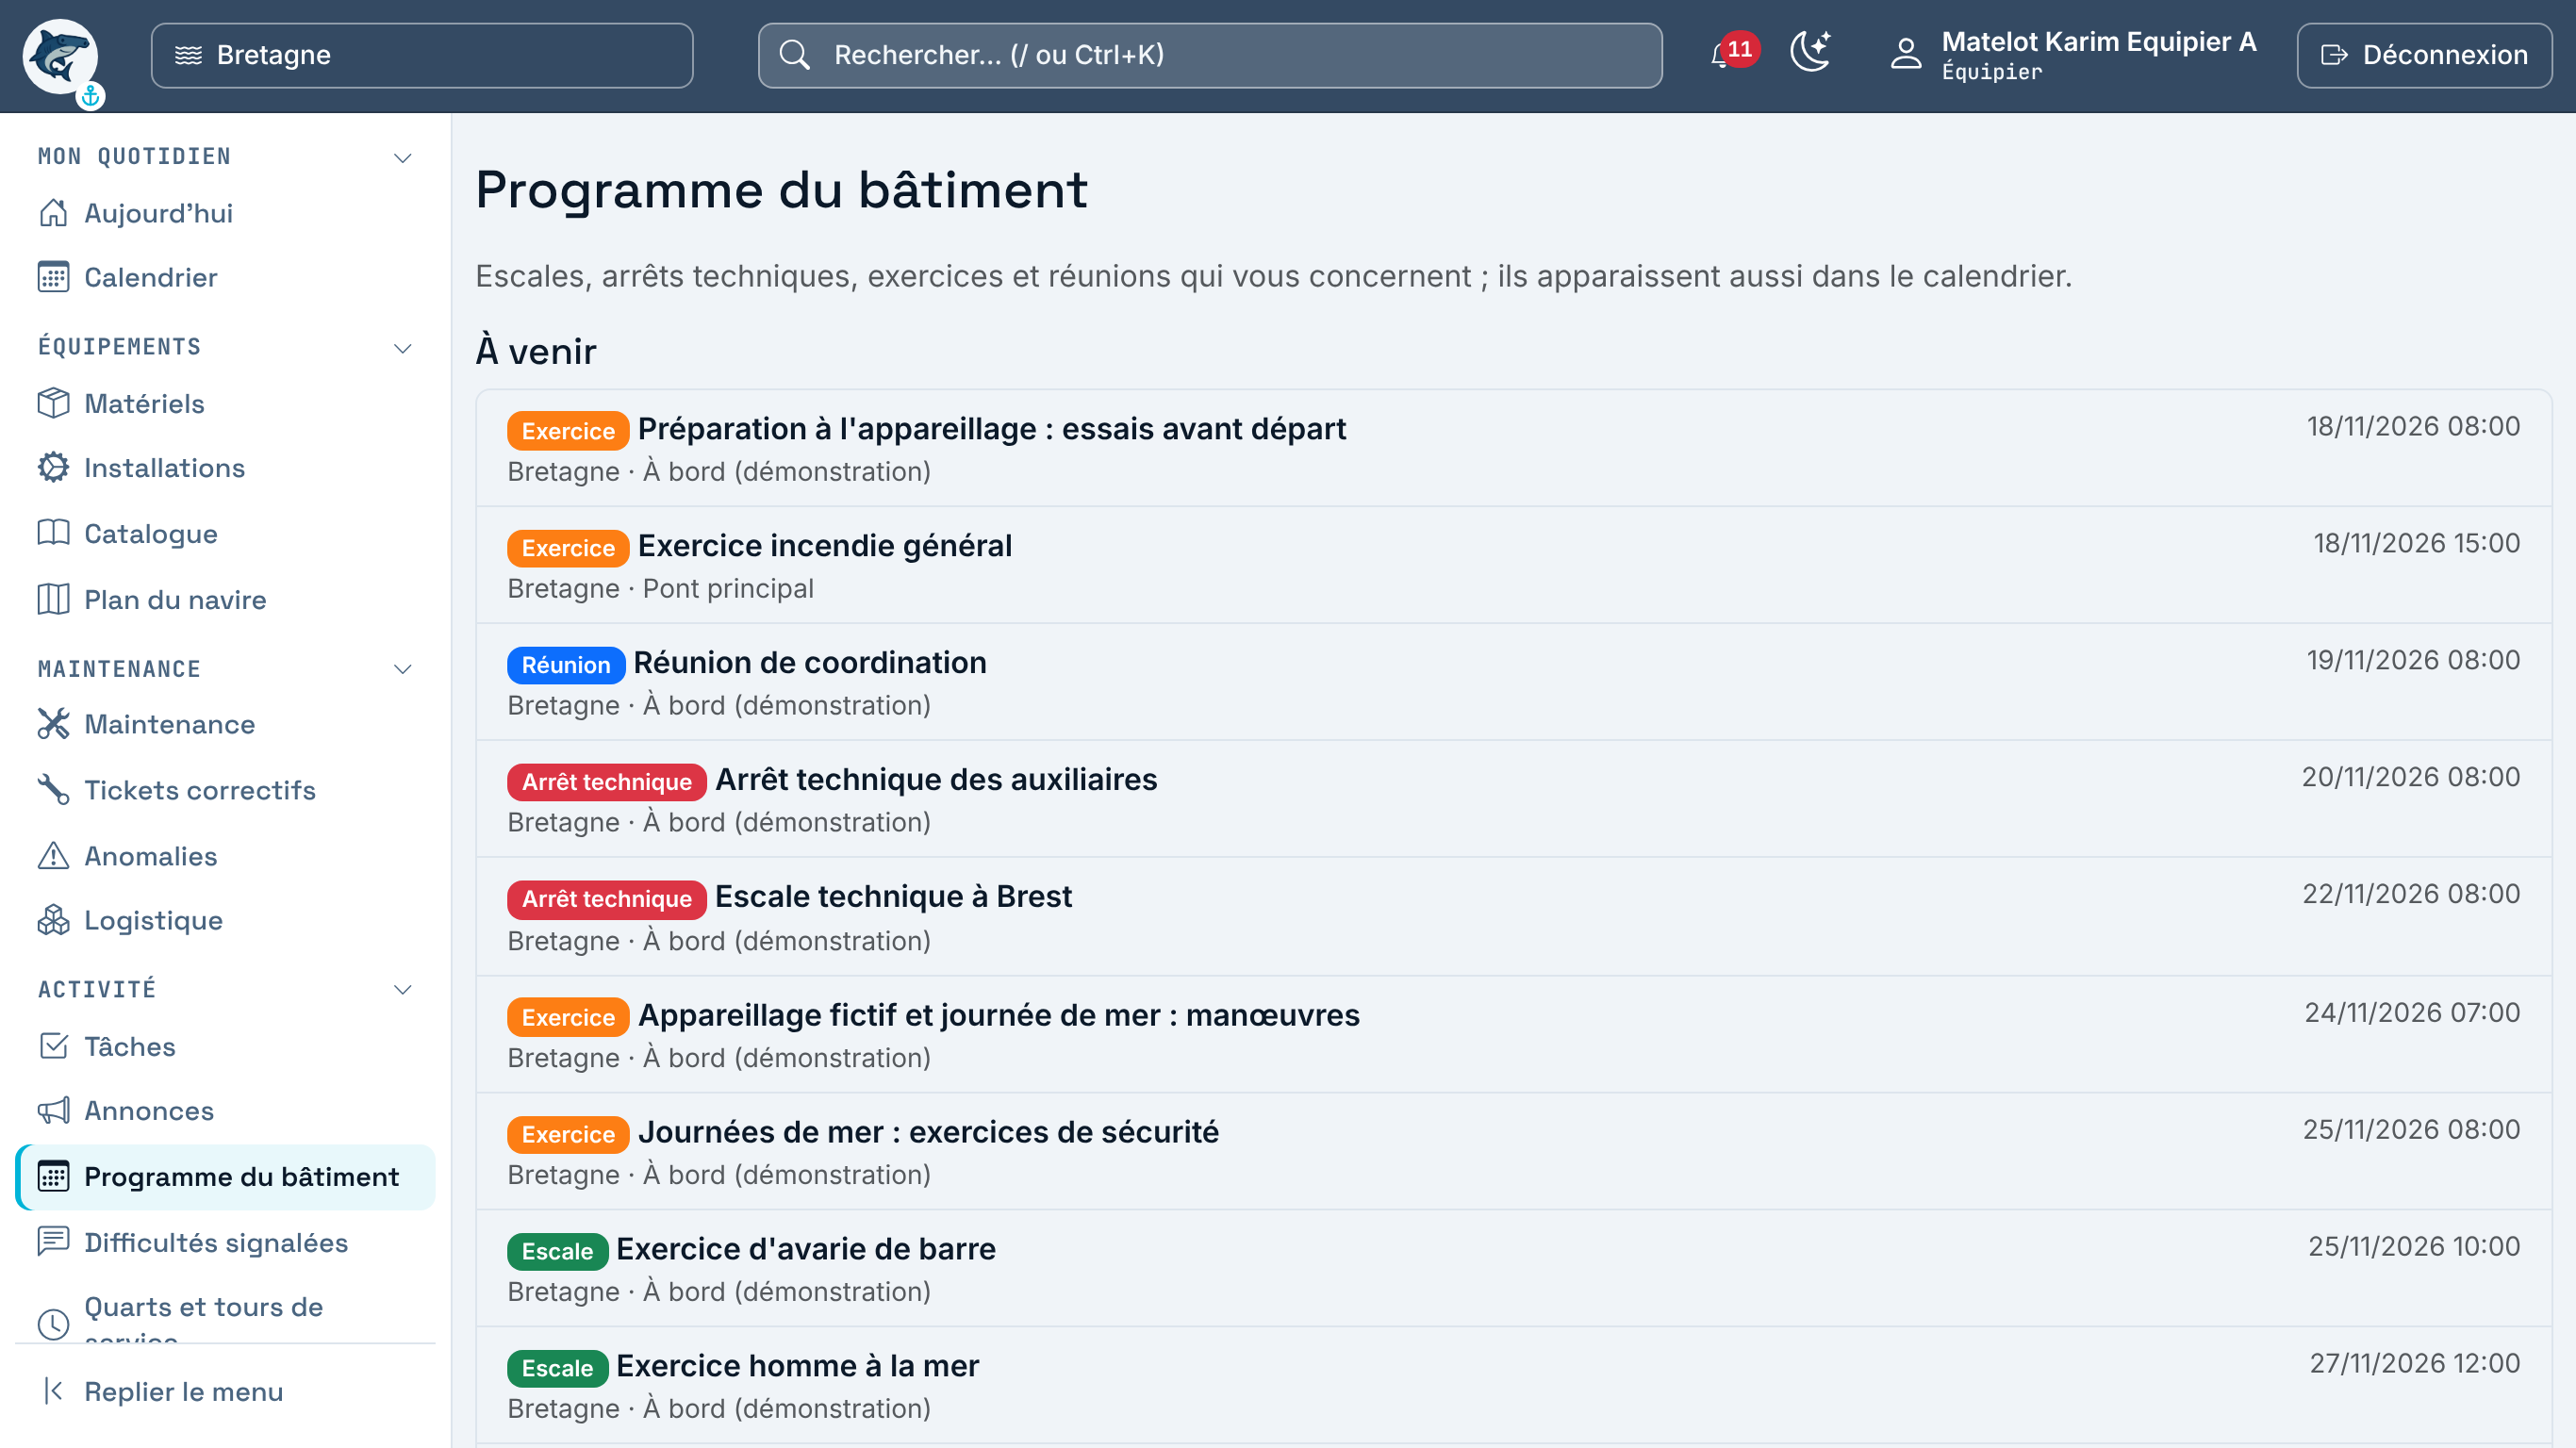 Bretagne
Rechercher... (/ ou Ctrl+K)
11
Matelot Karim Equipier A
Équipier
Déconnexion
MON QUOTIDIEN
Aujourd'hui
Calendrier
ÉQUIPEMENTS
Matériels
Installations
Catalogue
Plan du navire
MAINTENANCE
Maintenance
Tickets correctifs
Anomalies
Logistique
ACTIVITÉ
Tâches
Annonces
Programme du bâtiment
Difficultés signalées
Quarts et tours de
service
Replier le menu
Programme du bâtiment
Escales, arrêts techniques, exercices et réunions qui vous concernent ; ils apparaissent aussi dans le calendrier.
À venir
Exercice Préparation à l'appareillage : essais avant départ 18/11/2026 08:00
Bretagne · À bord (démonstration)
Exercice Exercice incendie général 18/11/2026 15:00
Bretagne · Pont principal
Réunion Réunion de coordination 19/11/2026 08:00
Bretagne · À bord (démonstration)
Arrêt technique Arrêt technique des auxiliaires 20/11/2026 08:00
Bretagne · À bord (démonstration)
Arrêt technique Escale technique à Brest 22/11/2026 08:00
Bretagne · À bord (démonstration)
Exercice Appareillage fictif et journée de mer : manœuvres 24/11/2026 07:00
Bretagne · À bord (démonstration)
Exercice Journées de mer : exercices de sécurité 25/11/2026 08:00
Bretagne · À bord (démonstration)
Escale Exercice d'avarie de barre 25/11/2026 10:00
Bretagne · À bord (démonstration)
Escale Exercice homme à la mer 27/11/2026 12:00
Bretagne · À bord (démonstration)